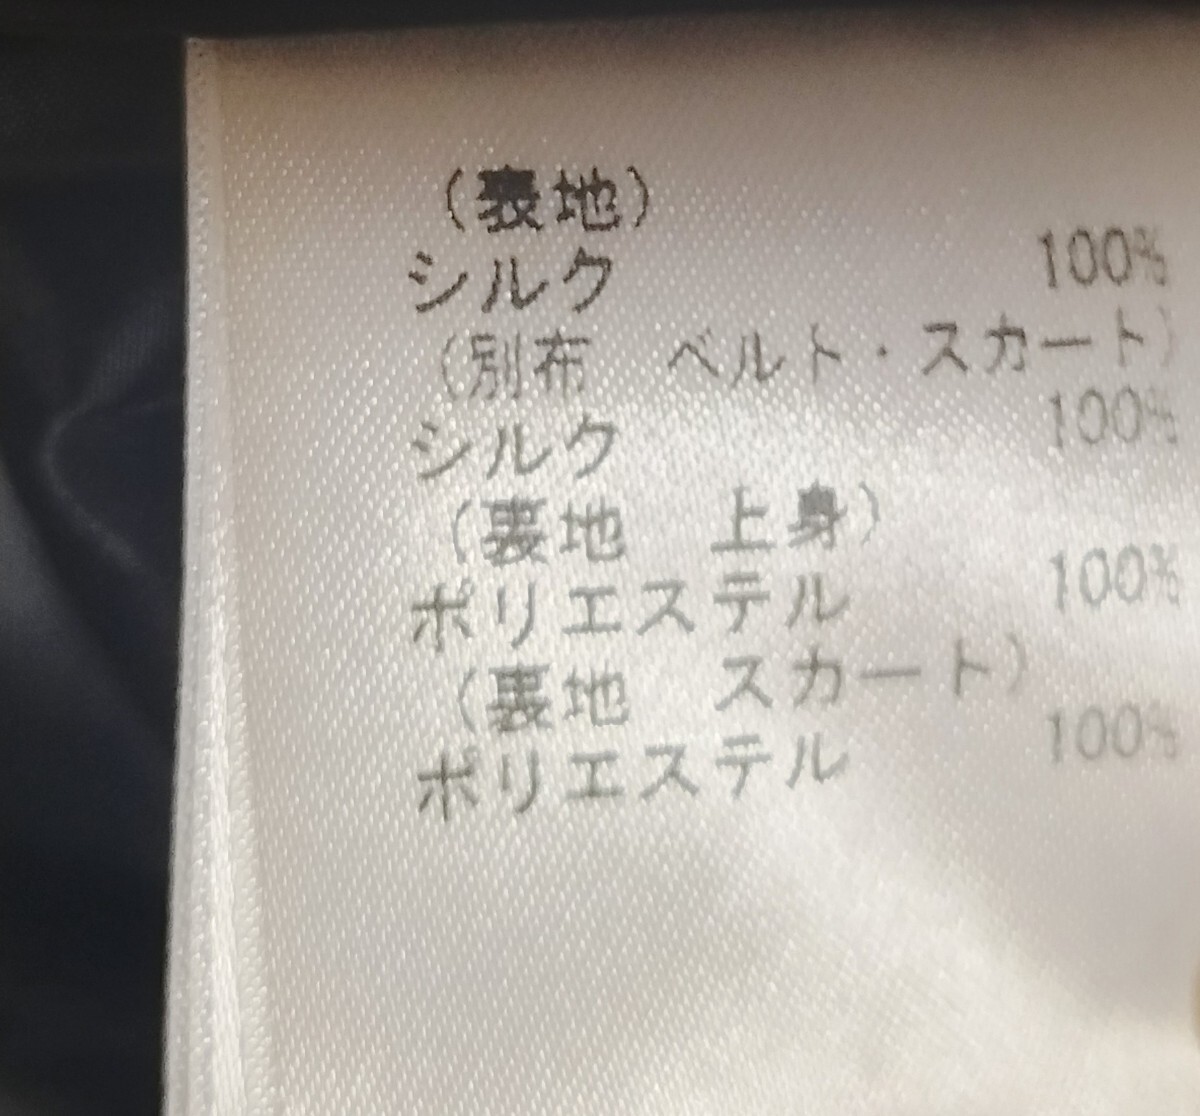 (表地)
シルク 100%
(別布 ベルト・スカート)
シルク 100%
(裏地 上身)
ポリエステル 100%
(裏地 スカート)
ポリエステル 100%